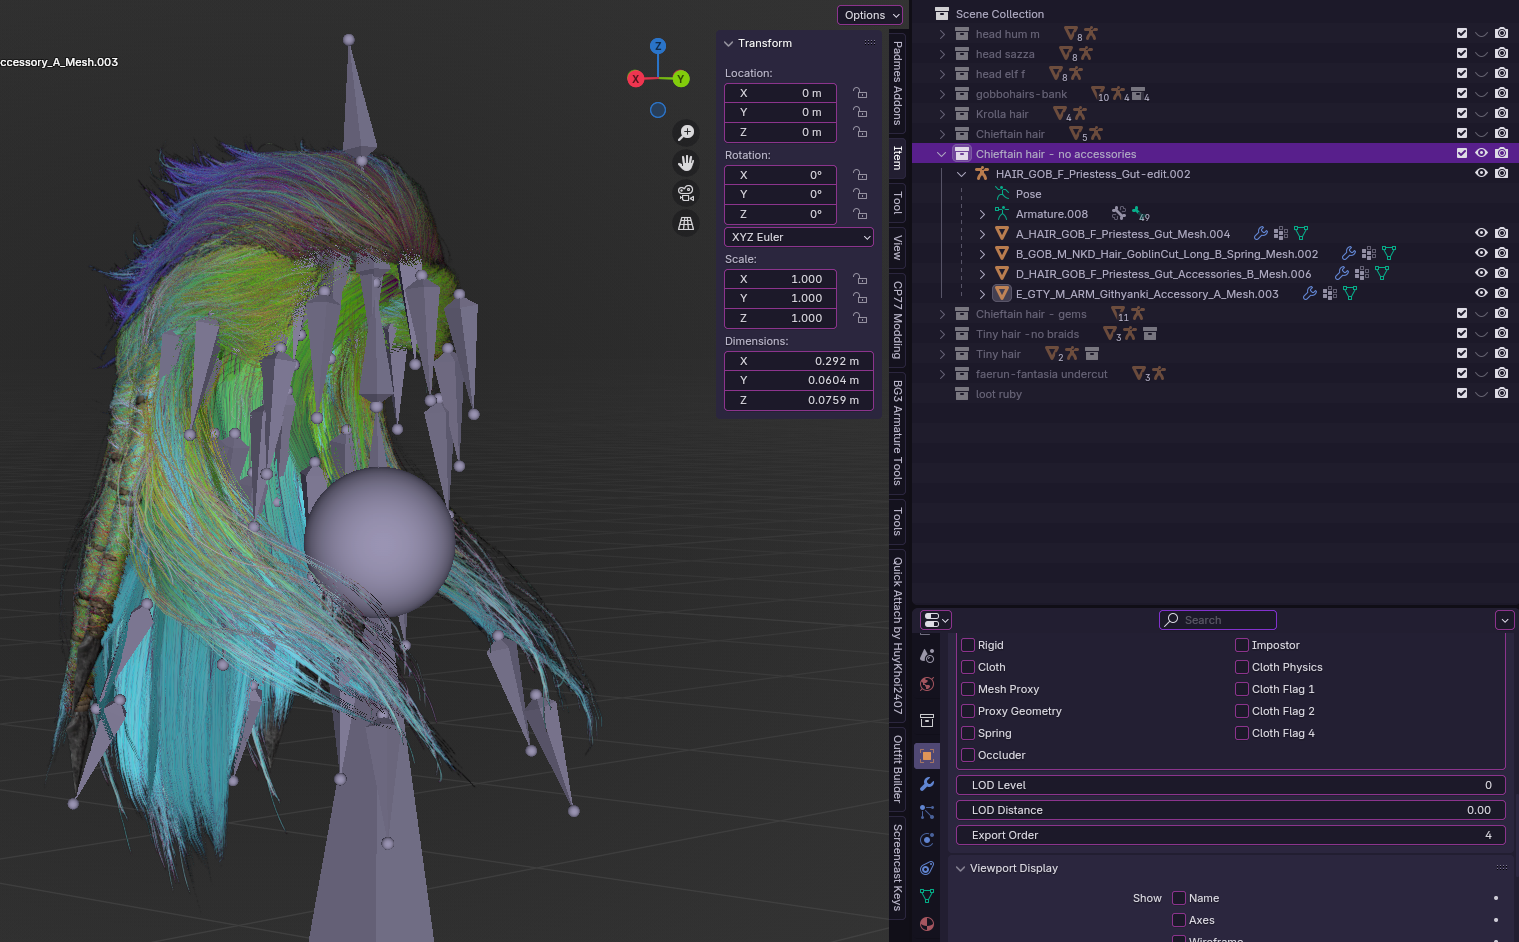 Options
ccessory_A_Mesh.003
Z
X
Y
Transform
Location:
X 0 m
Y 0 m
Z 0 m
Rotation:
X 0°
Y 0°
Z 0°
XYZ Euler
Scale:
X 1.000
Y 1.000
Z 1.000
Dimensions:
X 0.292 m
Y 0.0604 m
Z 0.0759 m
Padmes Addons
Item
Tool
View
CP77 Modding
BG3 Armature Tools
Tools
Quick Attach by HuyKhoi2407
Outfit Builder
Screencast Keys
Scene Collection
head hum m 8
head sazza 8
head elf f 8
gobbohairs-bank 10 4 4
Krolla hair 4
Chieftain hair 5
Chieftain hair - no accessories
HAIR_GOB_F_Priestess_Gut-edit.002
Pose
Armature.008 49
A_HAIR_GOB_F_Priestess_Gut_Mesh.004
B_GOB_M_NKD_Hair_GoblinCut_Long_B_Spring_Mesh.002
D_HAIR_GOB_F_Priestess_Gut_Accessories_B_Mesh.006
E_GTY_M_ARM_Githyanki_Accessory_A_Mesh.003
Chieftain hair - gems 11
Tiny hair -no braids 3
Tiny hair 2
faerun-fantasia undercut 3
loot ruby
Search
Rigid Impostor
Cloth Cloth Physics
Mesh Proxy Cloth Flag 1
Proxy Geometry Cloth Flag 2
Spring Cloth Flag 4
Occluder
LOD Level 0
LOD Distance 0.00
Export Order 4
Viewport Display
Show Name
Axes
Wireframe